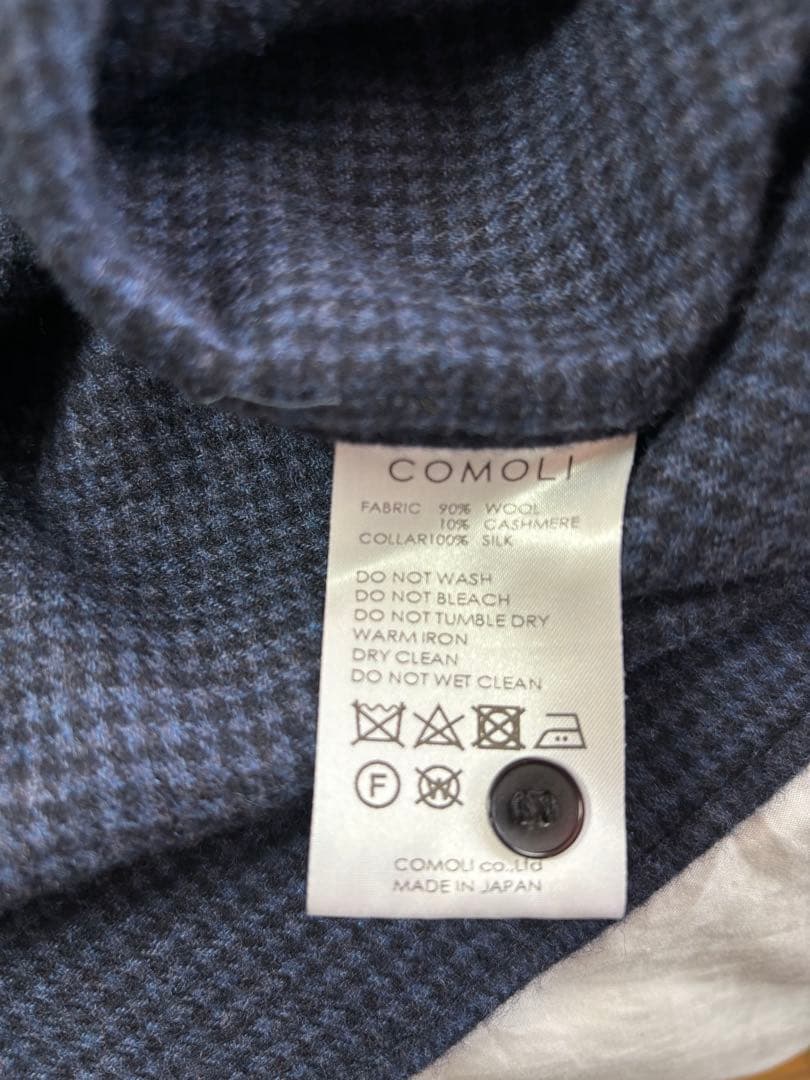 COMOLI
FABRIC 90% WOOL
10% CASHMERE
COLLAR100% SILK
DO NOT WASH
DO NOT BLEACH
DO NOT TUMBLE DRY
WARM IRON
DRY CLEAN
DO NOT WET CLEAN
F W
COMOLI co.,Ltd
MADE IN JAPAN